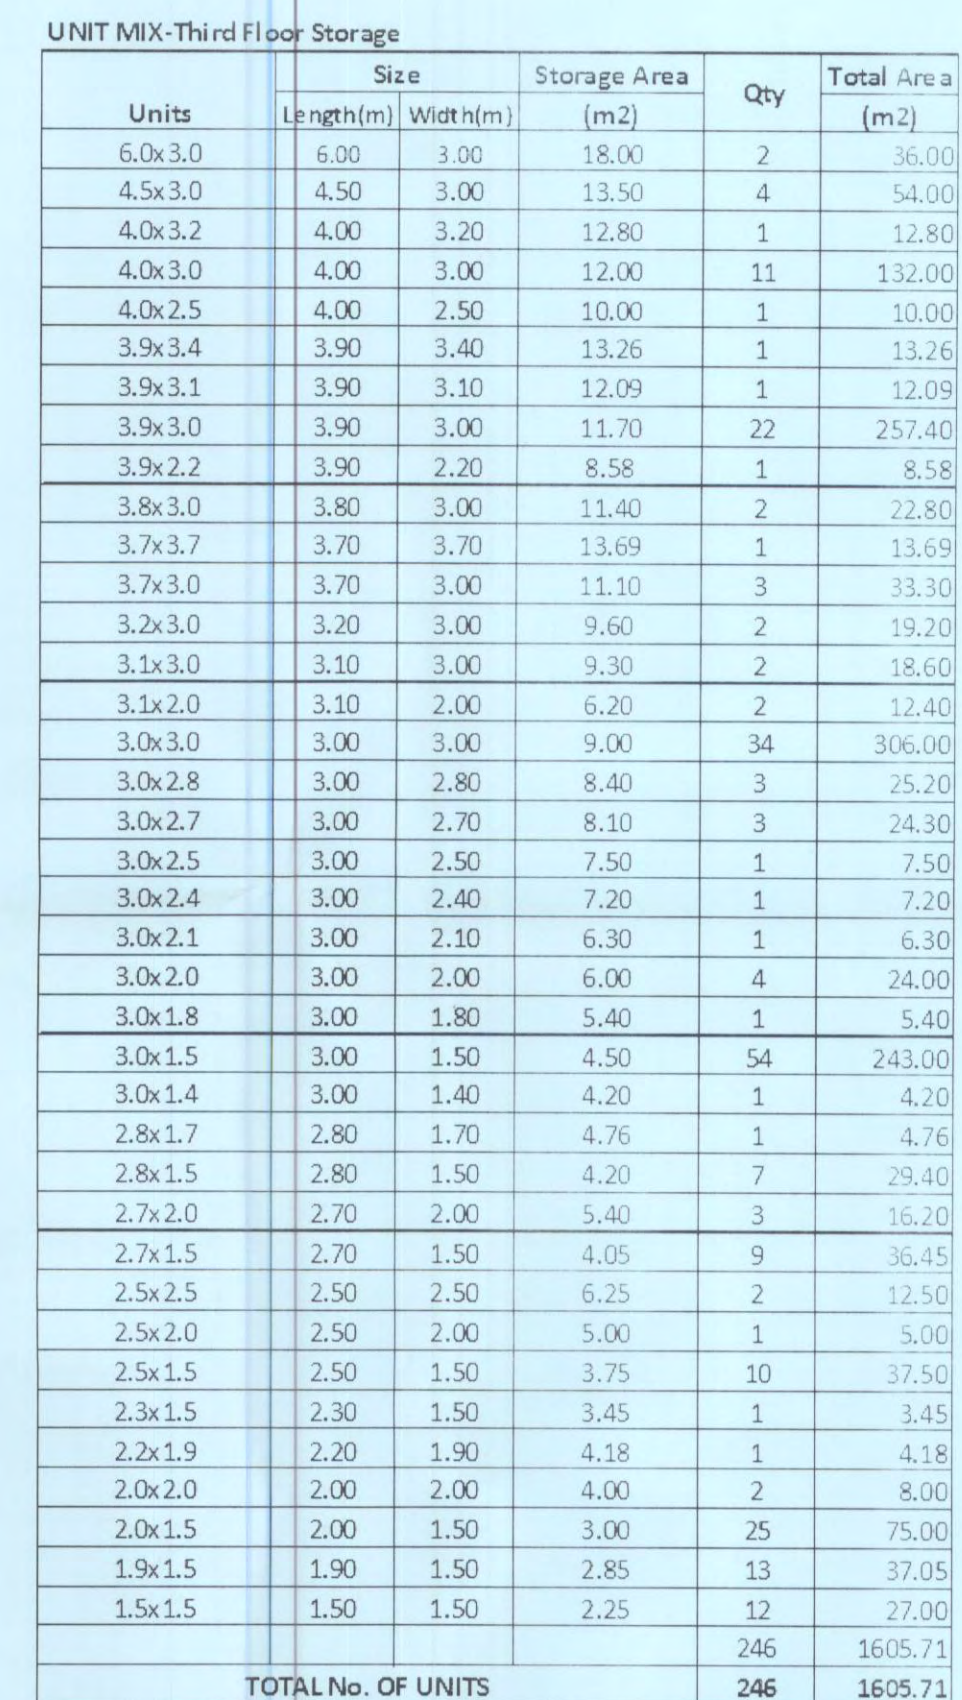 UNIT MIX-Third Floor Storage
Units Size Storage Area Qty Total Area
Length(m) Width(m) (m2) (m2)
6.0x3.0 6.00 3.00 18.00 2 36.00
4.5x3.0 4.50 3.00 13.50 4 54.00
4.0x3.2 4.00 3.20 12.80 1 12.80
4.0x3.0 4.00 3.00 12.00 11 132.00
4.0x2.5 4.00 2.50 10.00 1 10.00
3.9x3.4 3.90 3.40 13.26 1 13.26
3.9x3.1 3.90 3.10 12.09 1 12.09
3.9x3.0 3.90 3.00 11.70 22 257.40
3.9x2.2 3.90 2.20 8.58 1 8.58
3.8x3.0 3.80 3.00 11.40 2 22.80
3.7x3.7 3.70 3.70 13.69 1 13.69
3.7x3.0 3.70 3.00 11.10 3 33.30
3.2x3.0 3.20 3.00 9.60 2 19.20
3.1x3.0 3.10 3.00 9.30 2 18.60
3.1x2.0 3.10 2.00 6.20 2 12.40
3.0x3.0 3.00 3.00 9.00 34 306.00
3.0x2.8 3.00 2.80 8.40 3 25.20
3.0x2.7 3.00 2.70 8.10 3 24.30
3.0x2.5 3.00 2.50 7.50 1 7.50
3.0x2.4 3.00 2.40 7.20 1 7.20
3.0x2.1 3.00 2.10 6.30 1 6.30
3.0x2.0 3.00 2.00 6.00 4 24.00
3.0x1.8 3.00 1.80 5.40 1 5.40
3.0x1.5 3.00 1.50 4.50 54 243.00
3.0x1.4 3.00 1.40 4.20 1 4.20
2.8x1.7 2.80 1.70 4.76 1 4.76
2.8x1.5 2.80 1.50 4.20 7 29.40
2.7x2.0 2.70 2.00 5.40 3 16.20
2.7x1.5 2.70 1.50 4.05 9 36.45
2.5x2.5 2.50 2.50 6.25 2 12.50
2.5x2.0 2.50 2.00 5.00 1 5.00
2.5x1.5 2.50 1.50 3.75 10 37.50
2.3x1.5 2.30 1.50 3.45 1 3.45
2.2x1.9 2.20 1.90 4.18 1 4.18
2.0x2.0 2.00 2.00 4.00 2 8.00
2.0x1.5 2.00 1.50 3.00 25 75.00
1.9x1.5 1.90 1.50 2.85 13 37.05
1.5x1.5 1.50 1.50 2.25 12 27.00
246 1605.71
TOTAL No. OF UNITS 246 1605.71